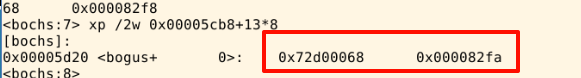 68      0x000082f8
<bochs:7> xp /2w 0x00005cb8+13*8
[bochs]:
0x00005d20 <bogus+       0>:    0x72d00068      0x000082fa
<bochs:8>